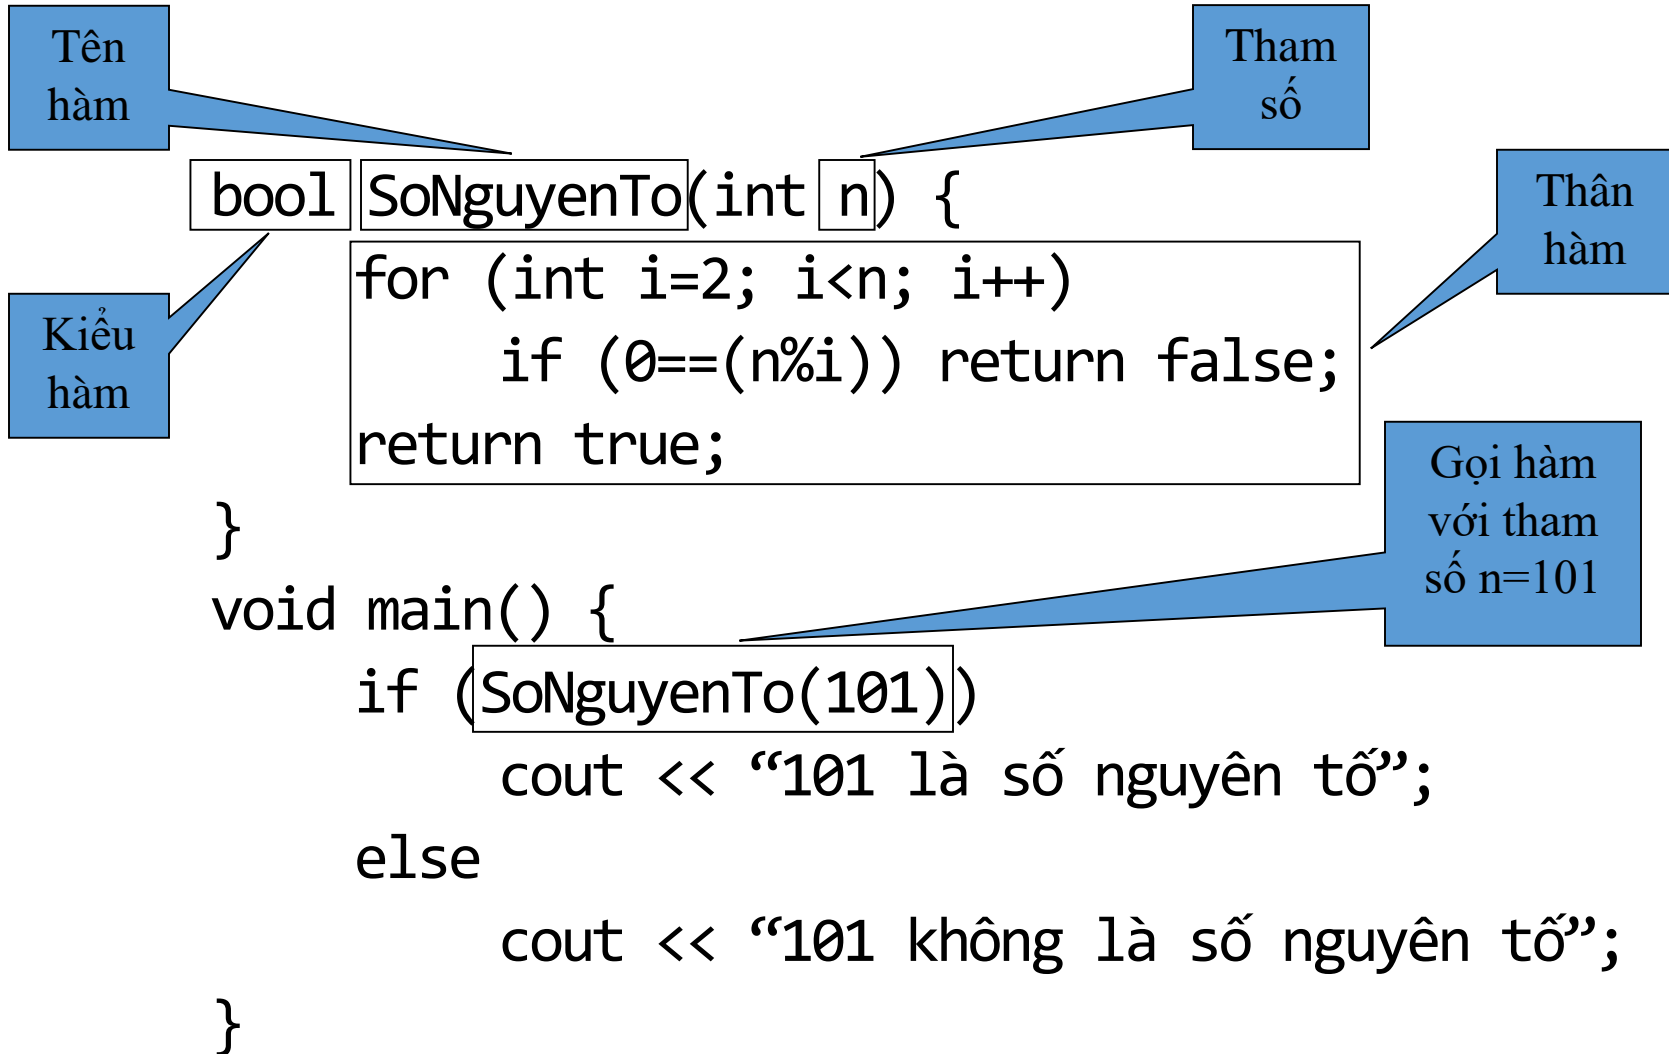 Tên
hàm
Tham
số
bool SoNguyenTo(int n) {
Thân
hàm
for (int i=2; i<n; i++)
Kiểu
hàm
if (0==(n%i)) return false;
return true;
Gọi hàm
với tham
số n=101
}
void main() {
if (SoNguyenTo(101))
cout << “101 là số nguyên tố”;
else
cout << “101 không là số nguyên tố”;
}